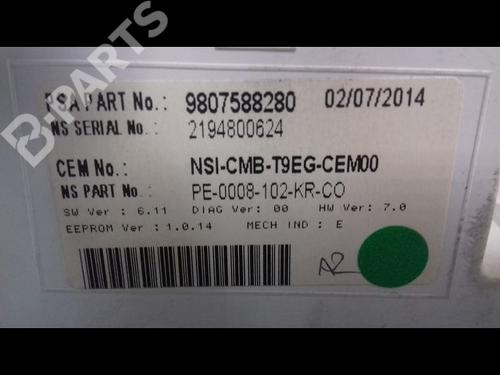 B-PARTS
PSA PART No.: 9807588280 02/07/2014
NS SERIAL No.: 2194800624
CEM No.: NSI-CMB-T9EG-CEM00
NS PART No.: PE-0008-102-KR-CO
SW Ver : 6.11 DIAG Ver: 00 HW Ver: 7.0
EEPROM Ver : 1.0.14 MECH IND : E
A2